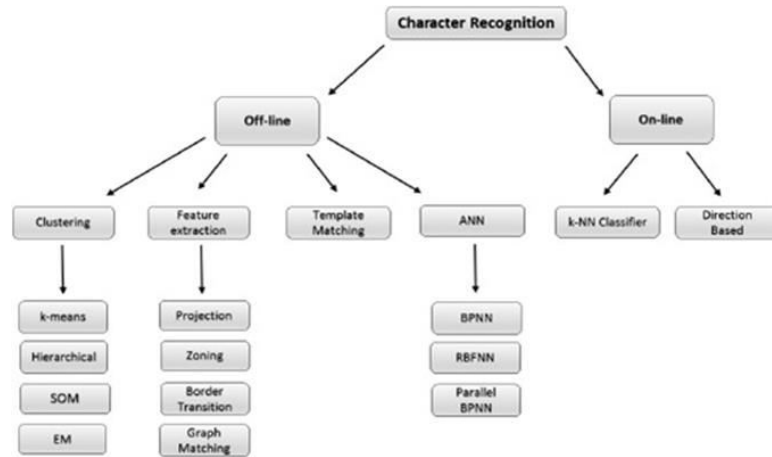 Character Recognition
Off-line
On-line
Clustering
Feature
extraction
Template
Matching
ANN
k-NN Classifier
Direction
Based
k-means
Hierarchical
SOM
EM
Projection
Zoning
Border
Transition
Graph
Matching
BPNN
RBFNN
Parallel
BPNN